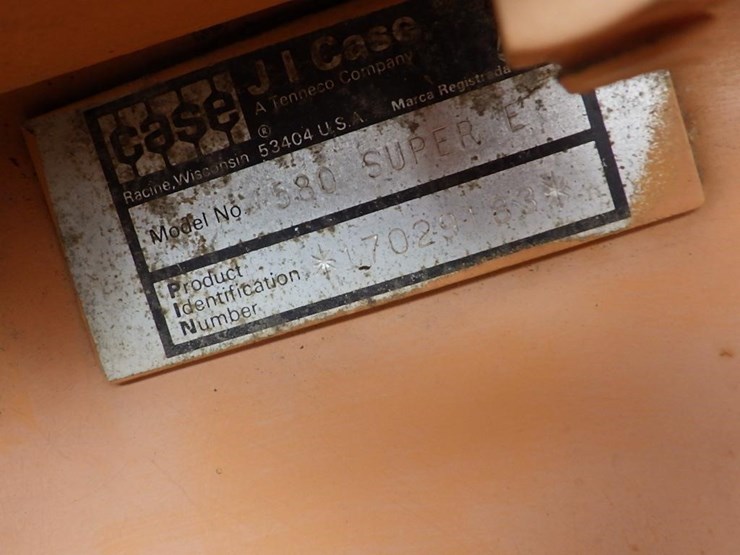 case
J I Case
A Tenneco Company
Racine, Wisconsin 53404 U.S.A.
® Marca Registrada
Model No. 580 SUPER E
Product
Identification
Number